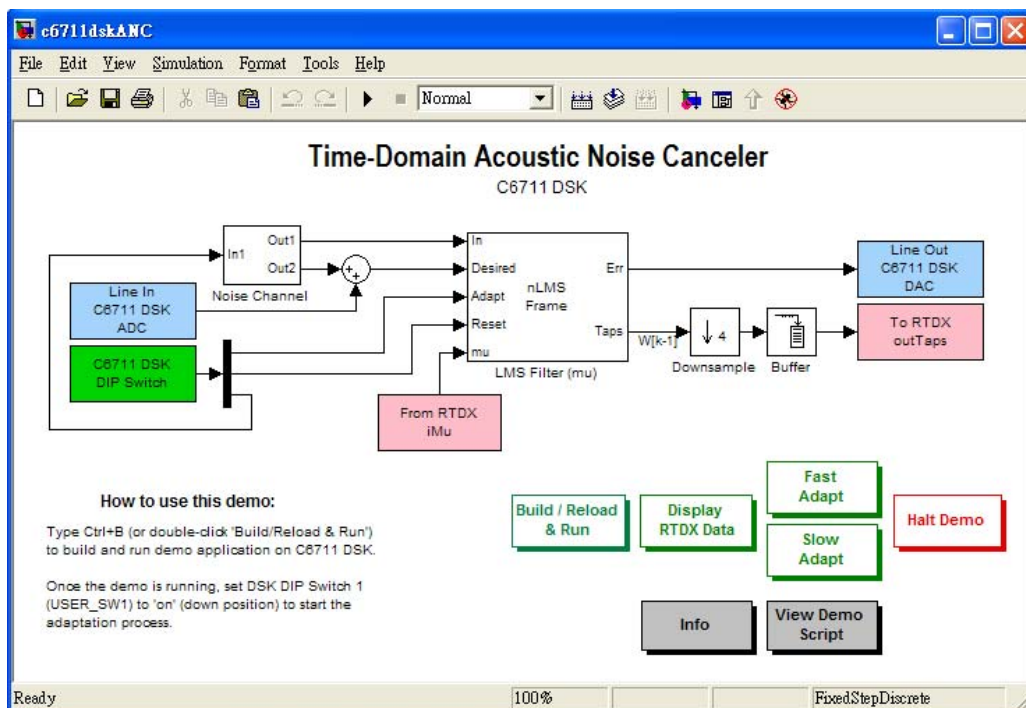 c6711dskANC
File Edit View Simulation Format Tools Help
Normal
Time-Domain Acoustic Noise Canceler
C6711 DSK
In1
Out1
Out2
Noise Channel
Line In
C6711 DSK
ADC
C6711 DSK
DIP Switch
From RTDX
iMu
In
Desired
Adapt
Reset
mu
nLMS
Frame
Err
Taps
LMS Filter (mu)
W[k-1]
4
Downsample
Buffer
Line Out
C6711 DSK
DAC
To RTDX
outTaps
How to use this demo:
Type Ctrl+B (or double-click 'Build/Reload & Run')
to build and run demo application on C6711 DSK.
Once the demo is running, set DSK DIP Switch 1
(USER_SW1) to 'on' (down position) to start the
adaptation process.
Build / Reload
& Run
Display
RTDX Data
Fast
Adapt
Slow
Adapt
Halt Demo
Info
View Demo
Script
Ready
100%
FixedStepDiscrete